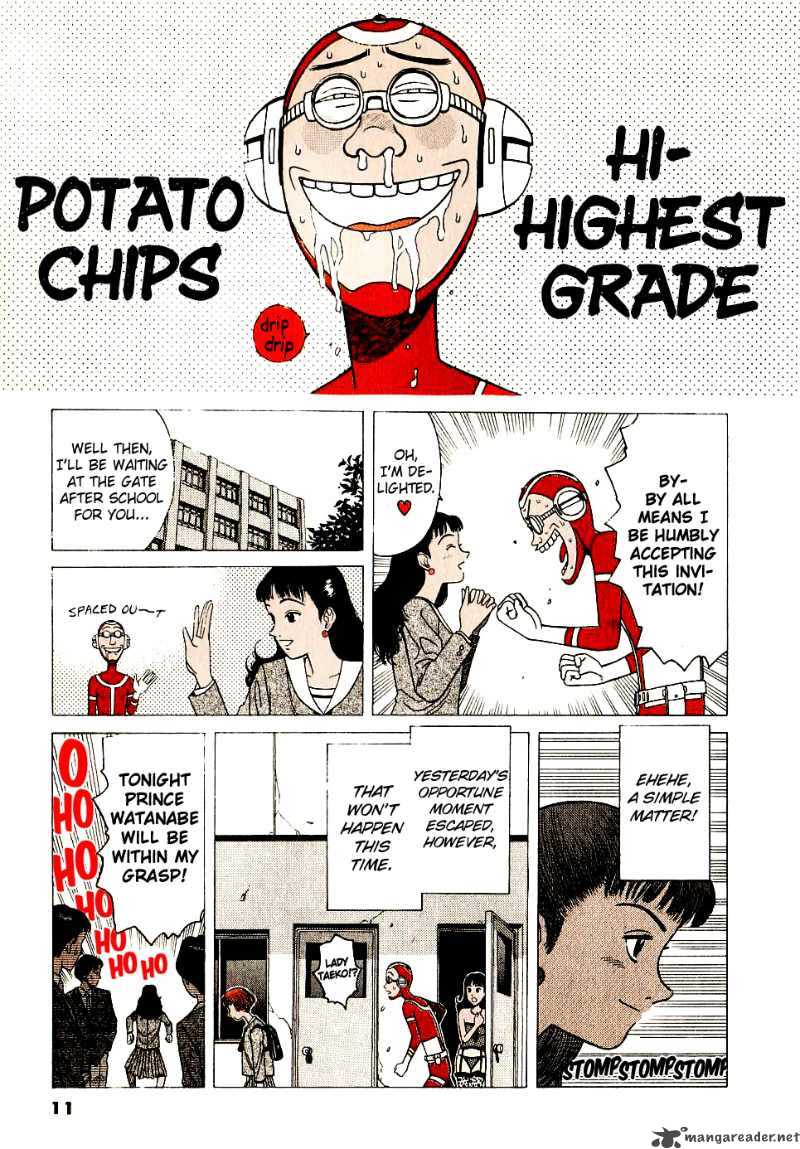 HI-
HIGHEST
GRADE
POTATO
CHIPS
drip
drip
BY-
BY ALL
MEANS I
BE HUMBLY
ACCEPTING
THIS INVI-
TATION!
OH,
I'M DE-
LIGHTED.
WELL THEN,
I'LL BE WAITING
AT THE GATE
AFTER SCHOOL
FOR YOU...
SPACED OU~T
EHEHE,
A SIMPLE
MATTER!
STOMP STOMP STOMP
YESTERDAY'S
OPPORTUNE
MOMENT
ESCAPED,
HOWEVER,
THAT
WON'T
HAPPEN
THIS
TIME.
LADY
TAEKO!?
TONIGHT
PRINCE
WATANABE
WILL BE
WITHIN MY
GRASP!
O
HO
HO
HO
HO
HO HO
11
mangareader.net